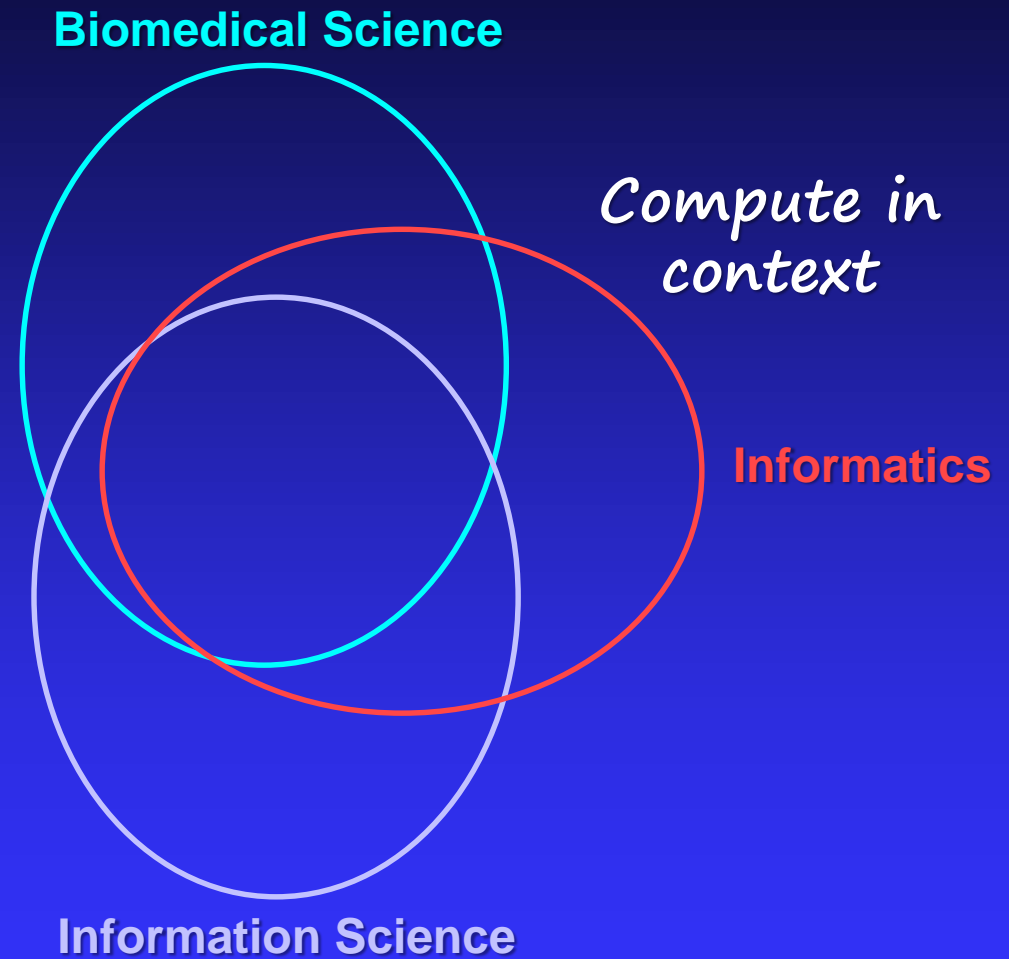 Biomedical Science
Compute in
context
Informatics
Information Science